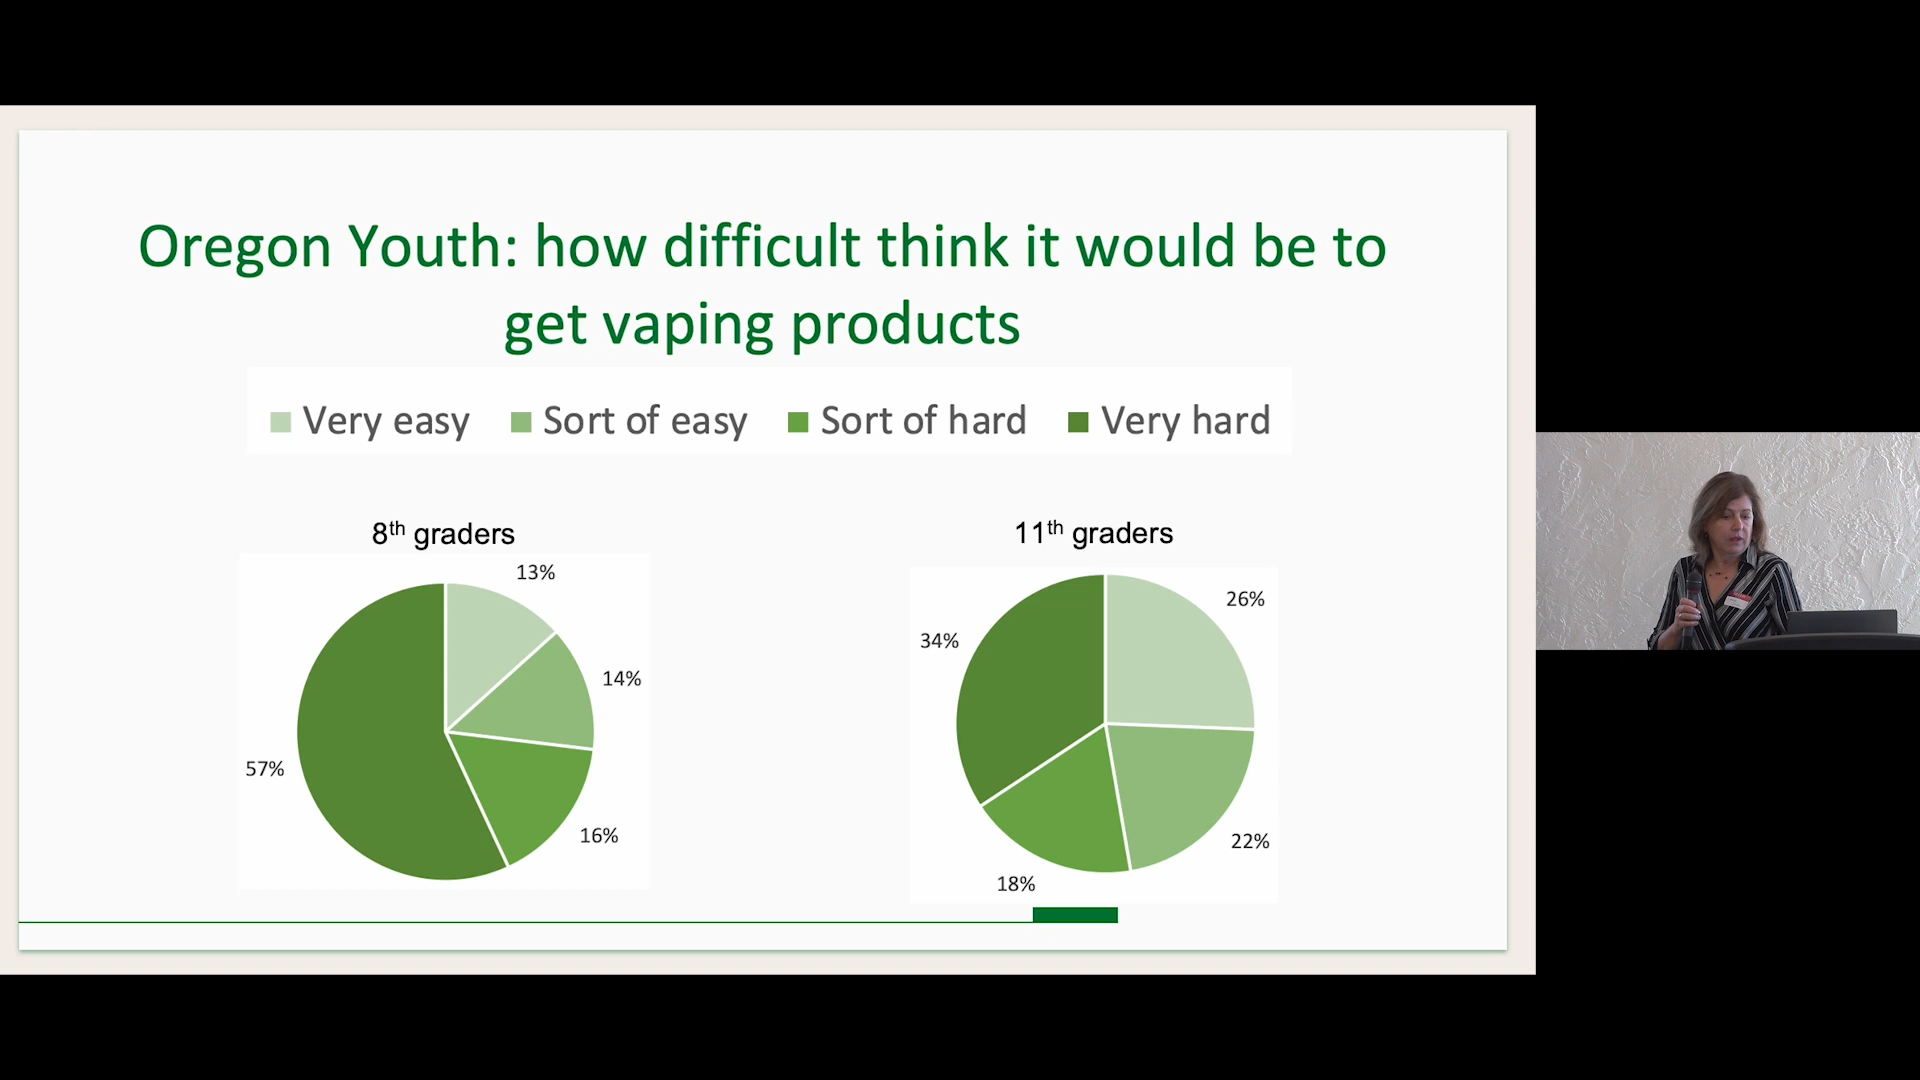 Oregon Youth: how difficult think it would be to
get vaping products
Very easy Sort of easy Sort of hard Very hard
8th graders
13%
14%
16%
57%
11th graders
26%
22%
18%
34%